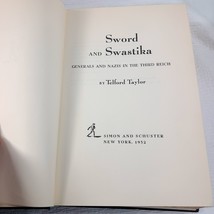 Sword
AND Swastika
GENERALS AND NAZIS IN THE THIRD REICH
BY Telford Taylor
SIMON AND SCHUSTER
NEW YORK, 1952